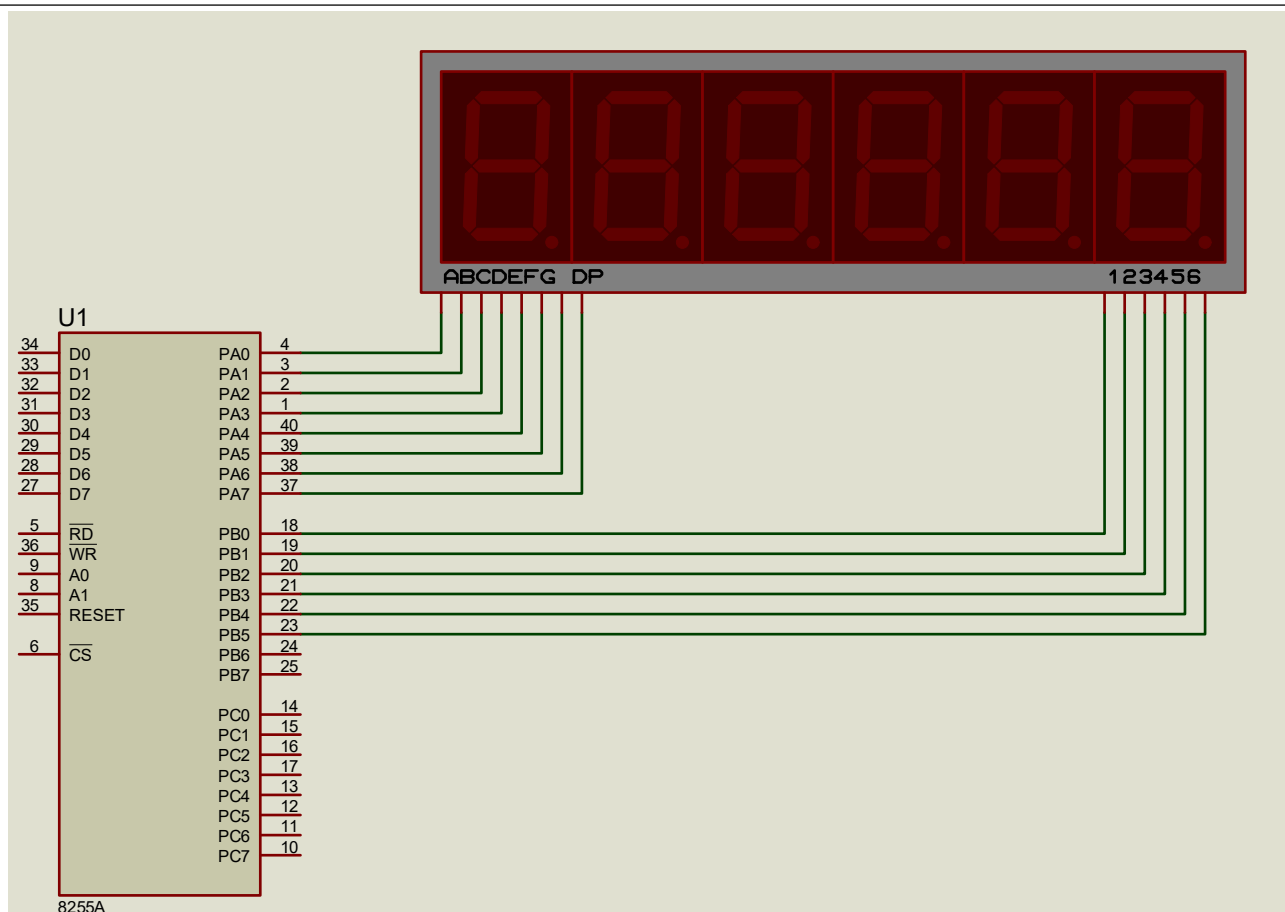 ABCDEFG DP 123456
U1
34 D0 PA0 4
33 D1 PA1 3
32 D2 PA2 2
31 D3 PA3 1
30 D4 PA4 40
29 D5 PA5 39
28 D6 PA6 38
27 D7 PA7 37
5 RD PB0 18
36 WR PB1 19
9 A0 PB2 20
8 A1 PB3 21
35 RESET PB4 22
PB5 23
6 CS PB6 24
PB7 25
PC0 14
PC1 15
PC2 16
PC3 17
PC4 13
PC5 12
PC6 11
PC7 10
8255A